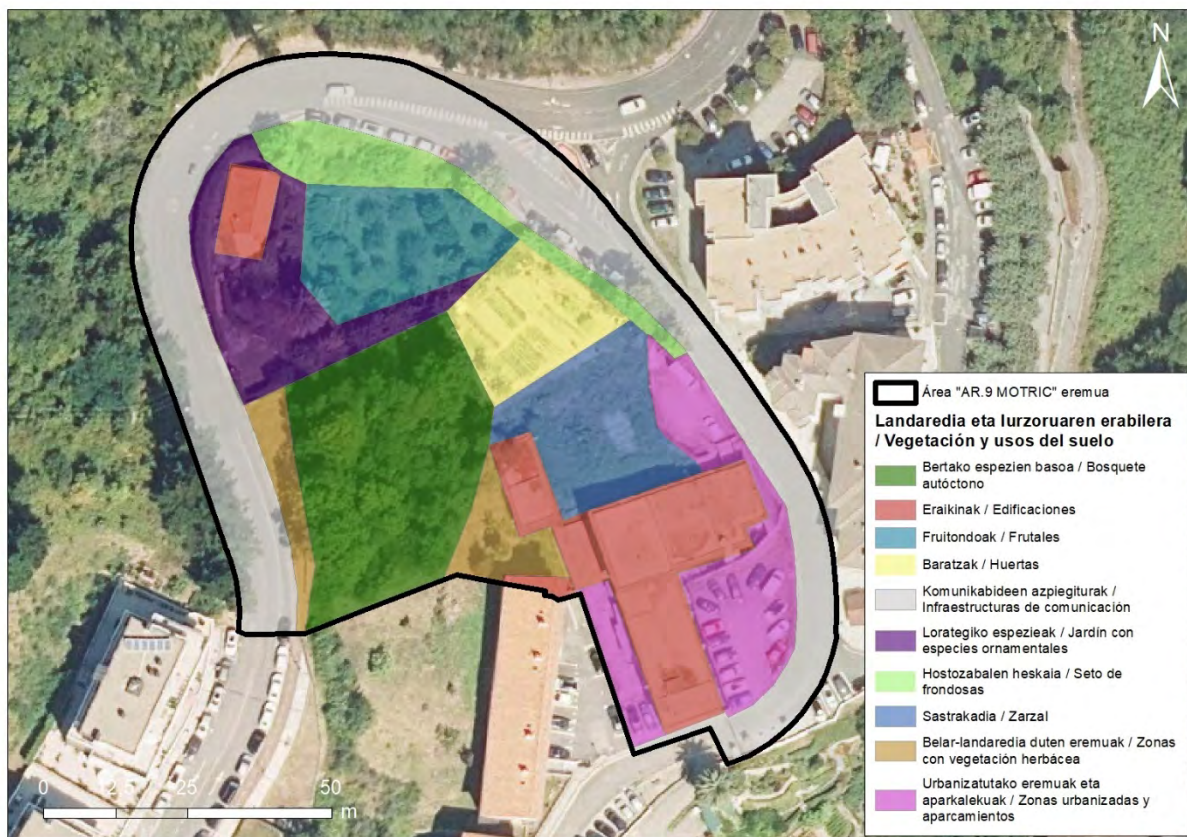 N
Área "AR.9 MOTRIC" eremua
Landaredia eta lurzoruaren erabilera
/ Vegetación y usos del suelo
Bertako espezien basoa / Bosquete
autóctono
Eraikinak / Edificaciones
Fruitondoak / Frutales
Baratzak / Huertas
Komunikabideen azpiegiturak /
Infraestructuras de comunicación
Lorategiko espezieak / Jardín con
especies ornamentales
Hostozabalen heskaia / Seto de
frondosas
Sastrakadia / Zarzal
Belar-landaredia duten eremuak / Zonas
con vegetación herbácea
Urbanizatutako eremuak eta
aparkalekuak / Zonas urbanizadas y
aparcamientos
0 12,5 25 50
m